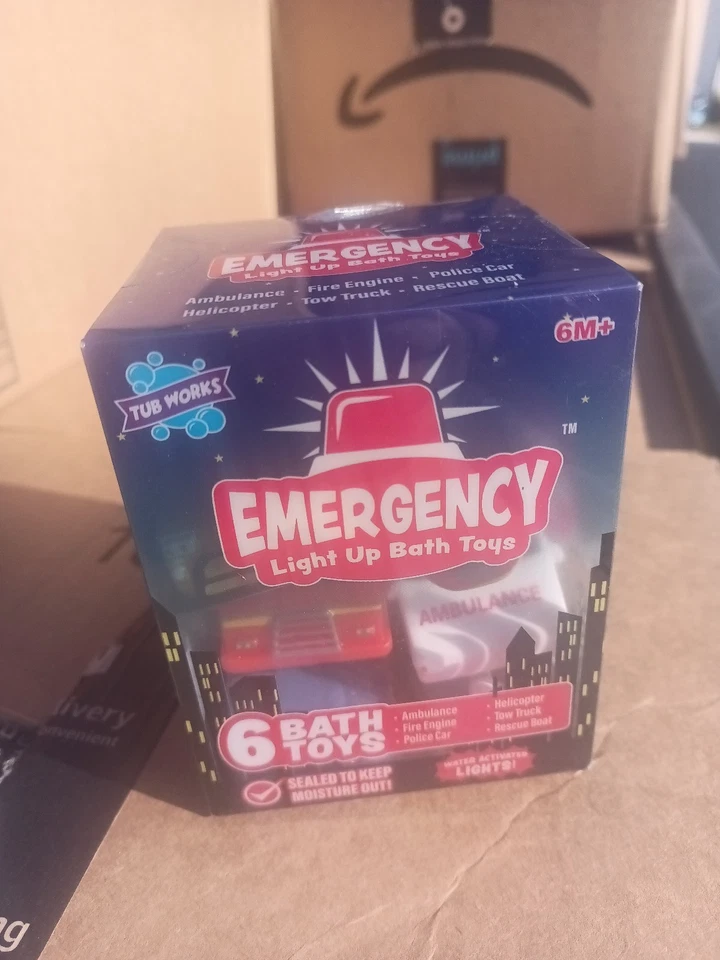 EMERGENCY
Light Up Bath Toys
Ambulance • Fire Engine • Police Car
Helicopter • Tow Truck • Rescue Boat
6M+
TUB WORKS
TM
EMERGENCY
Light Up Bath Toys
AMBULANCE
6 BATH TOYS
• Ambulance
• Fire Engine
• Police Car
• Helicopter
• Tow Truck
• Rescue Boat
SEALED TO KEEP
MOISTURE OUT!
WATER ACTIVATED
LIGHTS!